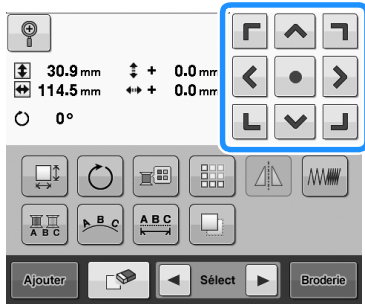 30.9 mm + 0.0 mm
114.5 mm + 0.0 mm
0°
A B C
A B C
A B C
Ajouter Sélect Broderie